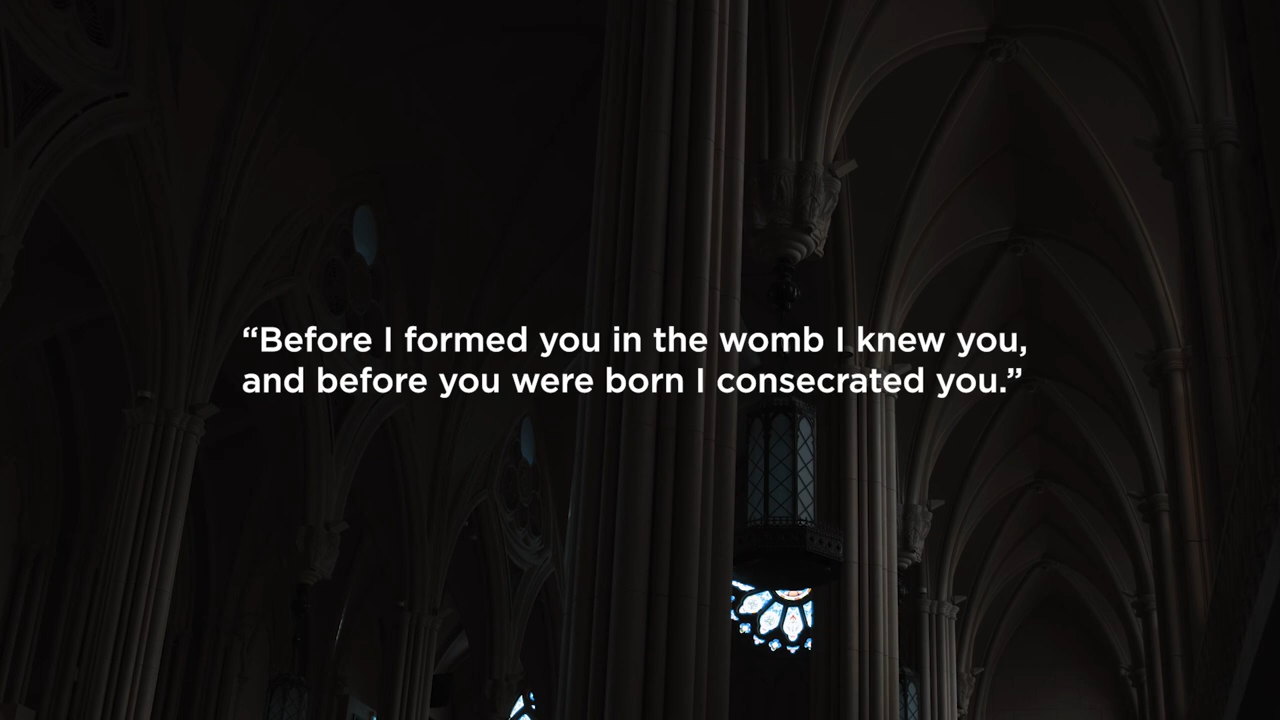 “Before I formed you in the womb I knew you,
and before you were born I consecrated you.”